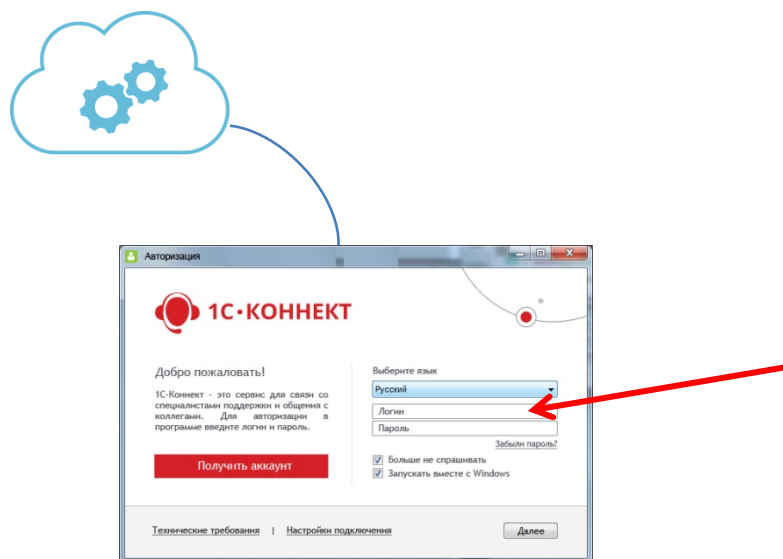 Авторизация
1С·КОННЕКТ
Добро пожаловать!
1С-Коннект - это сервис для связи со
специалистами поддержки и общения с
коллегами. Для авторизации в
программе введите логин и пароль.
Получить аккаунт
Выберите язык
Русский
Логин
Пароль
Забыли пароль?
Больше не спрашивать
Запускать вместе с Windows
Технические требования | Настройки подключения
Далее